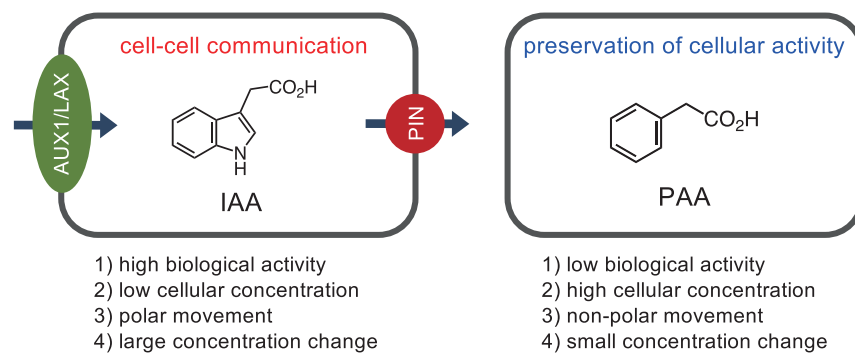 cell-cell communication
AUX1/LAX
CO₂H
N
H
IAA
PIN
1) high biological activity
2) low cellular concentration
3) polar movement
4) large concentration change
preservation of cellular activity
CO₂H
PAA
1) low biological activity
2) high cellular concentration
3) non-polar movement
4) small concentration change